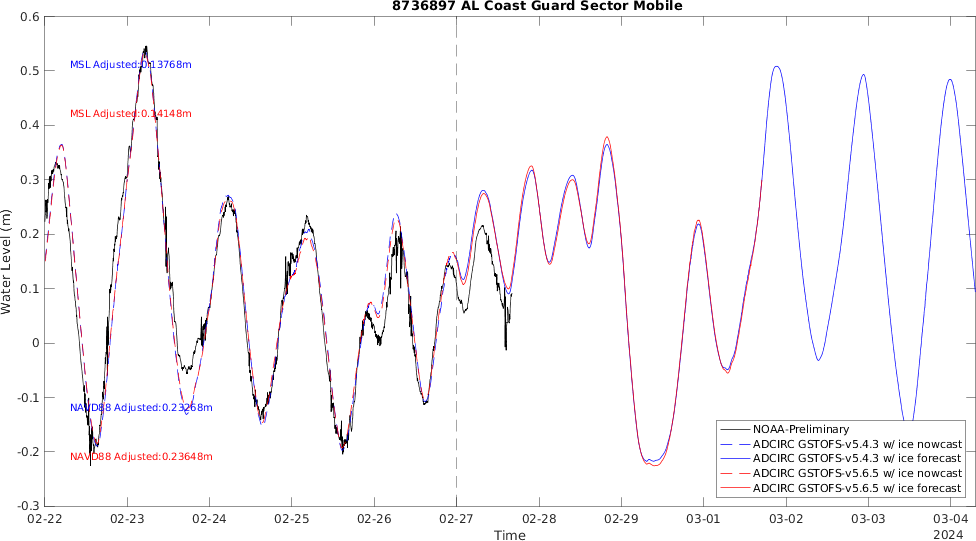 8736897 AL Coast Guard Sector Mobile
0.6
0.5
0.4
0.3
0.2
0.1
0
-0.1
-0.2
-0.3
Water Level (m)
MSL Adjusted:0.13768m
MSL Adjusted:0.14148m
NAVD88 Adjusted:0.23268m
NAVD88 Adjusted:0.23648m
NOAA-Preliminary
ADCIRC GSTOFS-v5.4.3 w/ ice nowcast
ADCIRC GSTOFS-v5.4.3 w/ ice forecast
ADCIRC GSTOFS-v5.6.5 w/ ice nowcast
ADCIRC GSTOFS-v5.6.5 w/ ice forecast
02-22 02-23 02-24 02-25 02-26 02-27 02-28 02-29 03-01 03-02 03-03 03-04
Time
2024